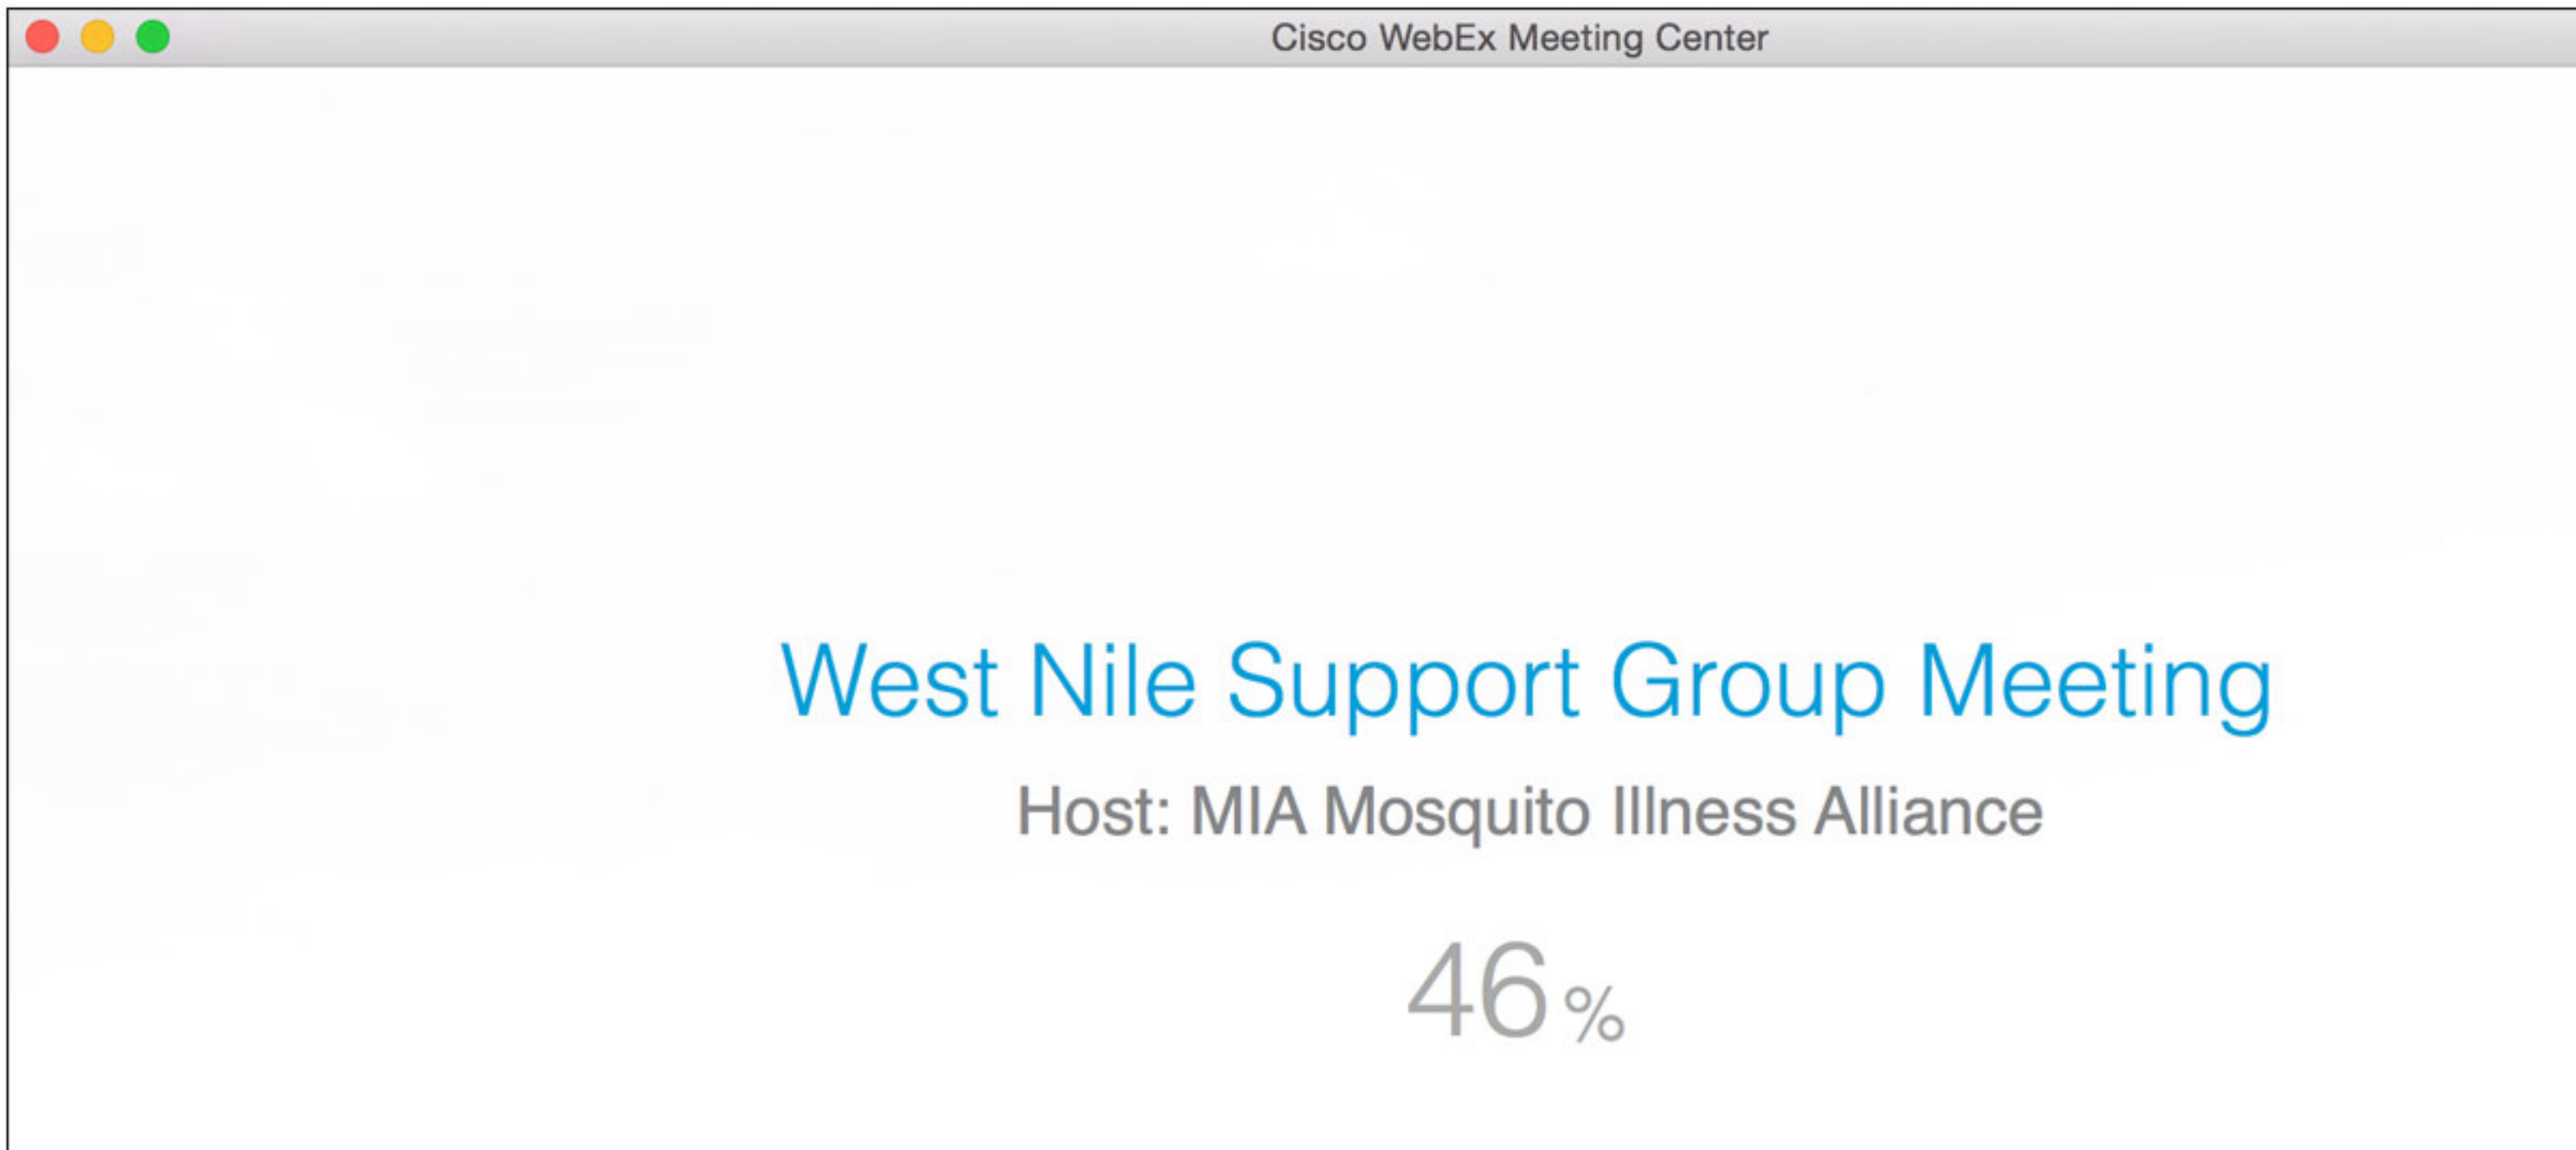 Cisco WebEx Meeting Center
West Nile Support Group Meeting
Host: MIA Mosquito Illness Alliance
46 %